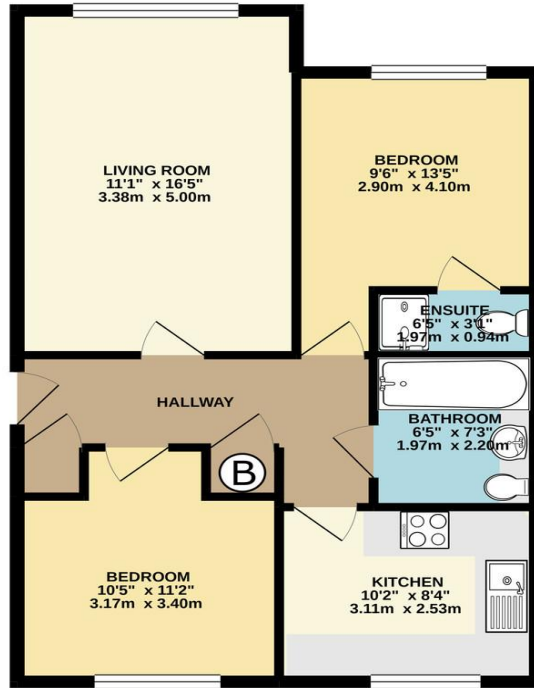 LIVING ROOM
11'1" x 16'5"
3.38m x 5.00m
BEDROOM
9'6" x 13'5"
2.90m x 4.10m
ENSUITE
6'5" x 3'1"
1.97m x 0.94m
HALLWAY
BATHROOM
6'5" x 7'3"
1.97m x 2.20m
B
BEDROOM
10'5" x 11'2"
3.17m x 3.40m
KITCHEN
10'2" x 8'4"
3.11m x 2.53m